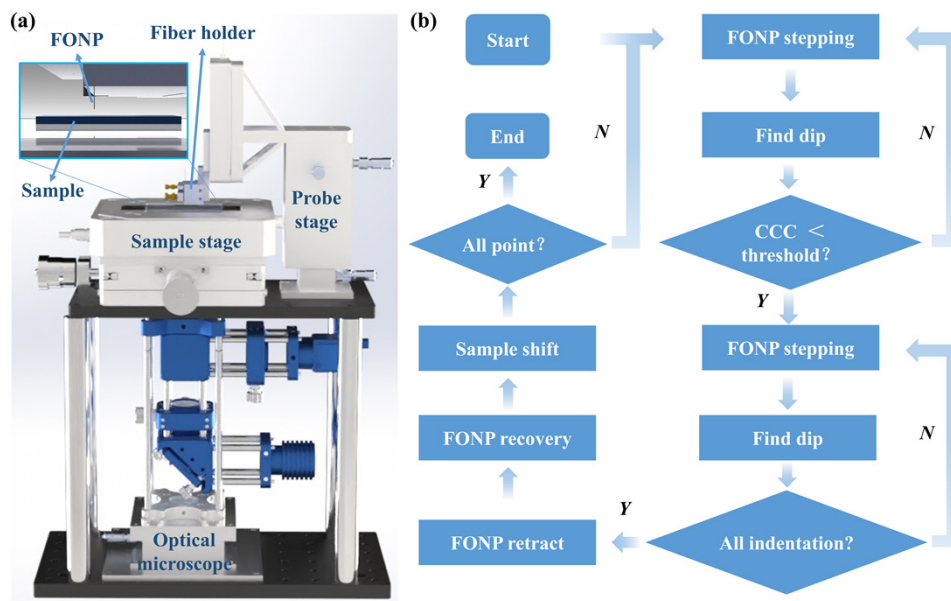 (a)
FONP
Fiber holder
Sample
Probe
stage
Sample stage
Optical
microscope
(b)
Start
FONP stepping
End
N
Find dip
N
Y
All point?
CCC <
threshold?
Y
Sample shift
FONP stepping
FONP recovery
Find dip
N
Y
FONP retract
All indentation?